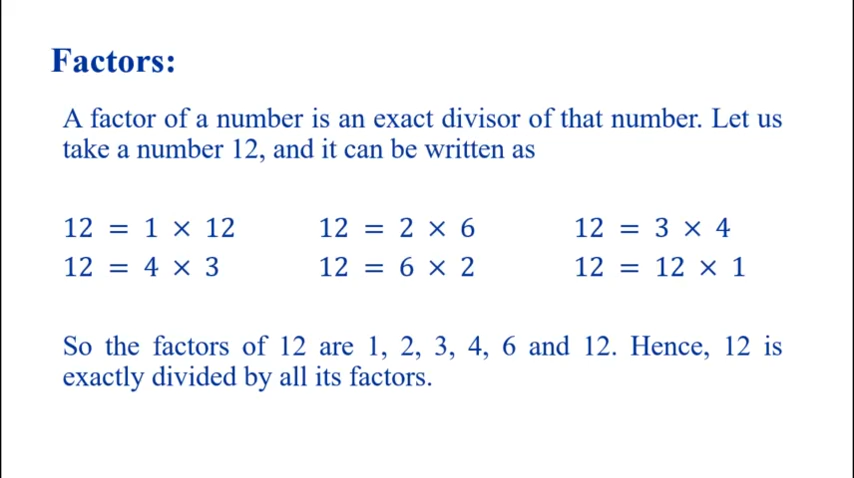 Factors:
A factor of a number is an exact divisor of that number. Let us
take a number 12, and it can be written as
12 = 1 × 12 12 = 2 × 6 12 = 3 × 4
12 = 4 × 3 12 = 6 × 2 12 = 12 × 1
So the factors of 12 are 1, 2, 3, 4, 6 and 12. Hence, 12 is
exactly divided by all its factors.